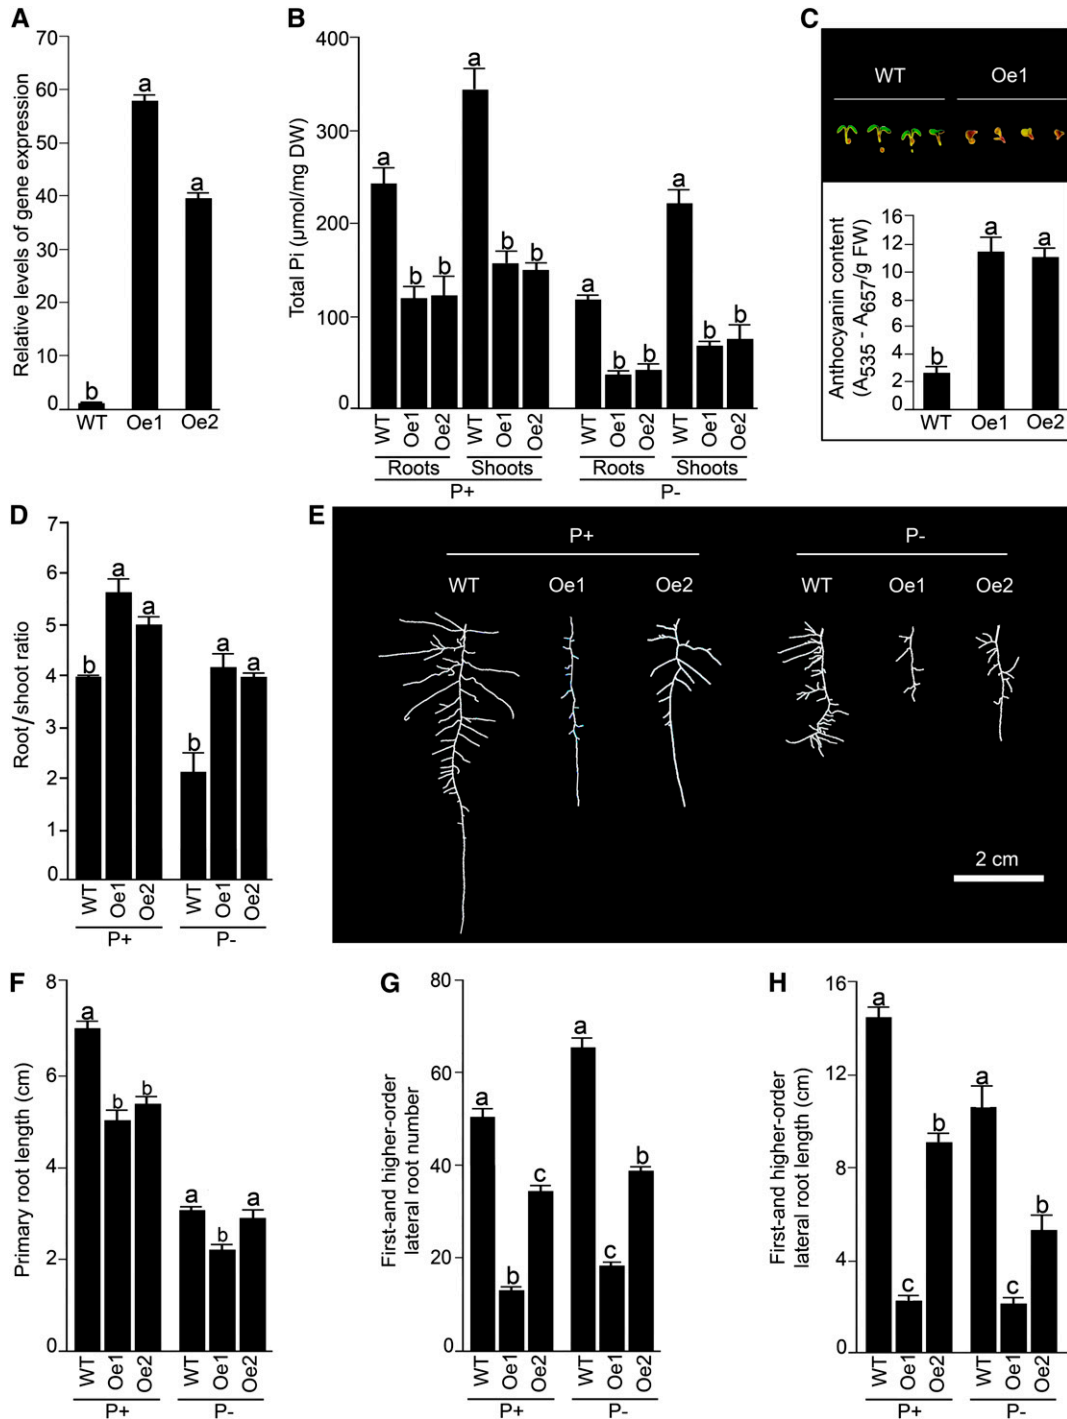 A
Relative levels of gene expression
70
60
50
40
30
20
10
0
b
a
a
WT Oe1 Oe2
B
Total Pi (µmol/mg DW)
400
300
200
100
0
a b b a b b a b b a b b
WT Oe1 Oe2 WT Oe1 Oe2 WT Oe1 Oe2 WT Oe1 Oe2
Roots Shoots Roots Shoots
P+ P-
C
WT Oe1
Anthocyanin content
(A535 - A657/g FW)
16
12
10
8
6
4
2
0
b a a
WT Oe1 Oe2
D
Root/shoot ratio
7
6
5
4
3
2
1
0
b a a b a a
WT Oe1 Oe2 WT Oe1 Oe2
P+ P-
E
P+ P-
WT Oe1 Oe2 WT Oe1 Oe2
2 cm
F
Primary root length (cm)
8
6
4
2
0
a b b a b a
WT Oe1 Oe2 WT Oe1 Oe2
P+ P-
G
First-and higher-order
lateral root number
80
60
40
20
0
a b c a c b
WT Oe1 Oe2 WT Oe1 Oe2
P+ P-
H
First-and higher-order
lateral root length (cm)
16
12
8
4
0
a c b a c b
WT Oe1 Oe2 WT Oe1 Oe2
P+ P-